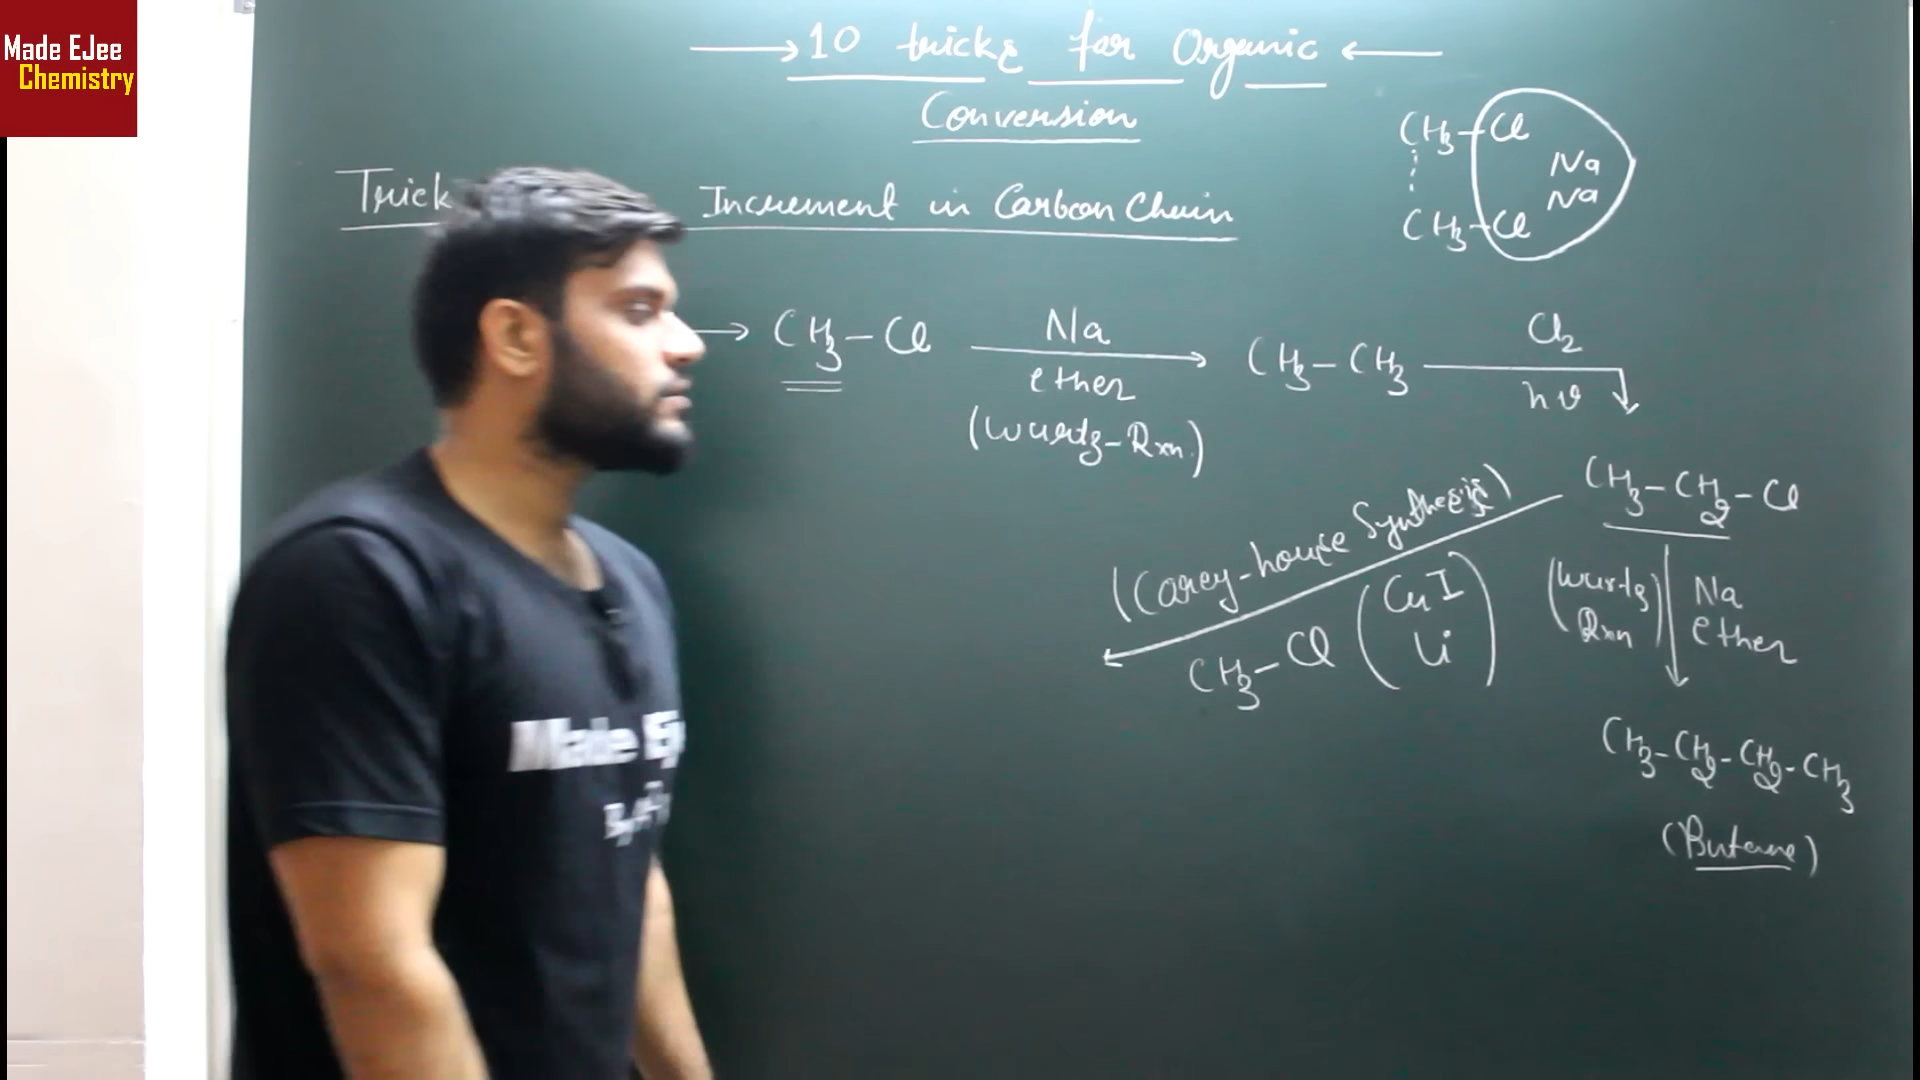 Made EJee
Chemistry
→10 tricks for Organic←
Conversion
Trick
Increment in Carbon Chain
CH3-Cl
Na
Na
CH3-Cl
→ CH3-Cl
Na
ether
(Wurtz-Rxn.)
CH3-CH3
Cl2
hν
CH3-CH2-Cl
(Corey-house Synthesis)
CH3-Cl
(CuI
Li)
(Wurtz
Rxn)
Na
ether
CH3-CH2-CH2-CH3
(Butane)
Made